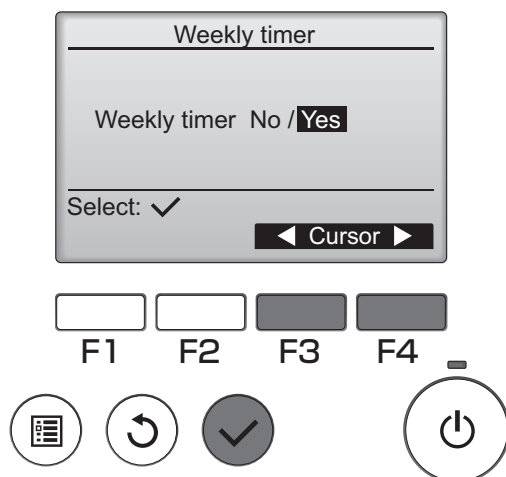 Weekly timer
Weekly timer No / Yes
Select: ✓
◀ Cursor ▶
F1 F2 F3 F4